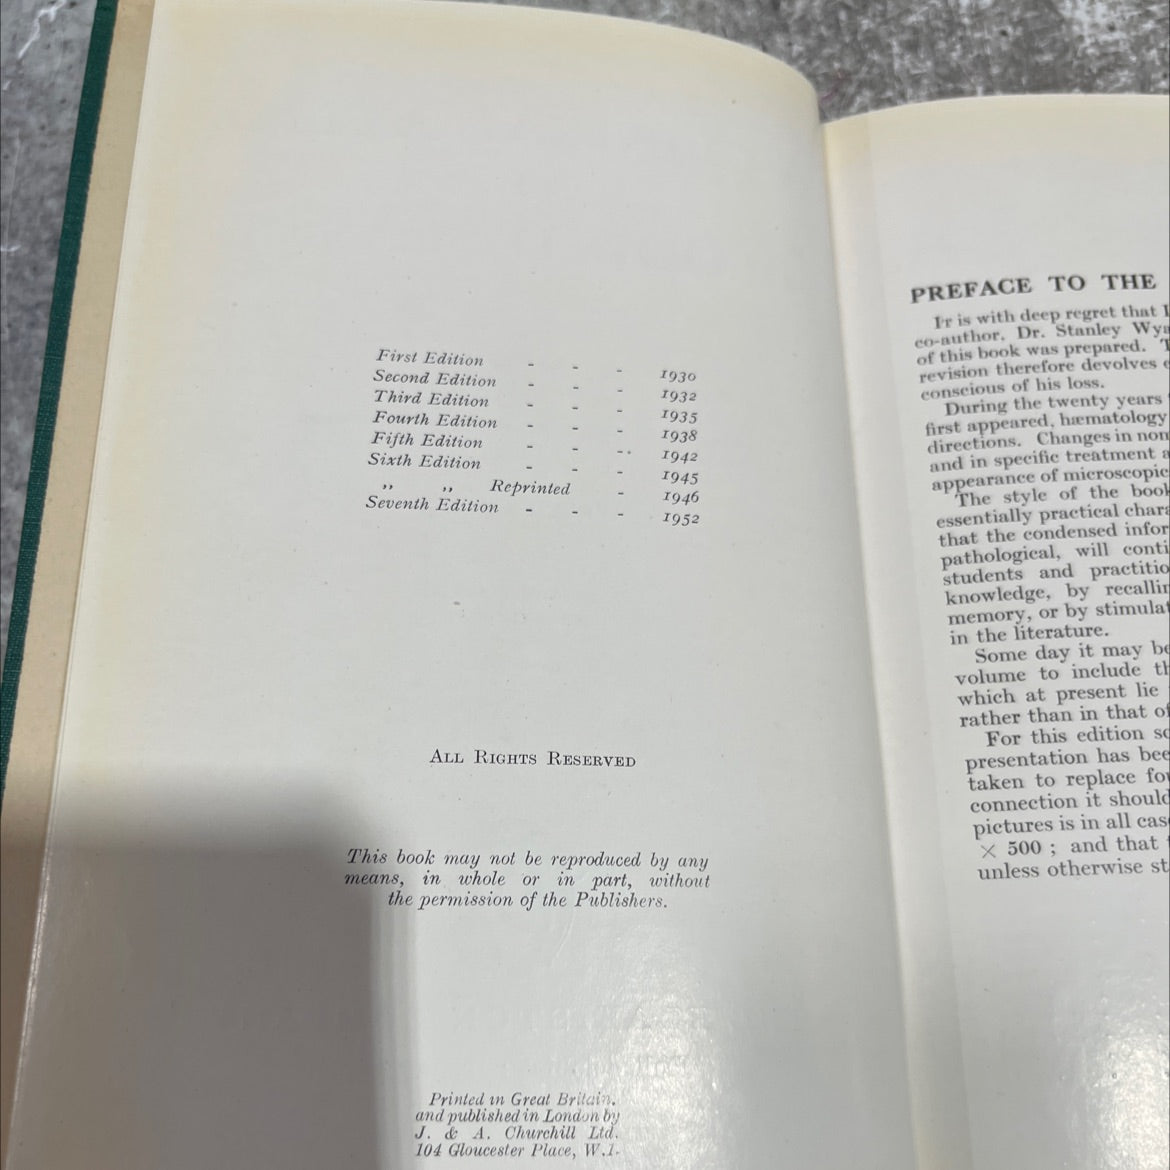 First Edition - - - 1930
Second Edition - - - 1932
Third Edition - - - 1935
Fourth Edition - - - 1938
Fifth Edition - - - 1942
Sixth Edition - - - 1945
,, ,, Reprinted - 1946
Seventh Edition - - - 1952
ALL RIGHTS RESERVED
This book may not be reproduced by any
means, in whole or in part, without
the permission of the Publishers.
Printed in Great Britain.
and published in London by
J. & A. Churchill Ltd.
104 Gloucester Place, W.1.
PREFACE TO THE
It is with deep regret that I
co-author, Dr. Stanley
of this book was prepared.
revision therefore devolves
conscious of his loss.
During the twenty years
first appeared, hæmatology
directions. Changes in
and in specific treatment
appearance of microscopic
The style of the book
essentially practical
that the condensed
pathological, will
students and
knowledge, by
memory, or by
in the literature.
Some day it may be
volume to include
which at present lie
rather than in that of
For this edition
presentation has
taken to replace
connection it should
pictures is in all
× 500 ; and that
unless otherwise